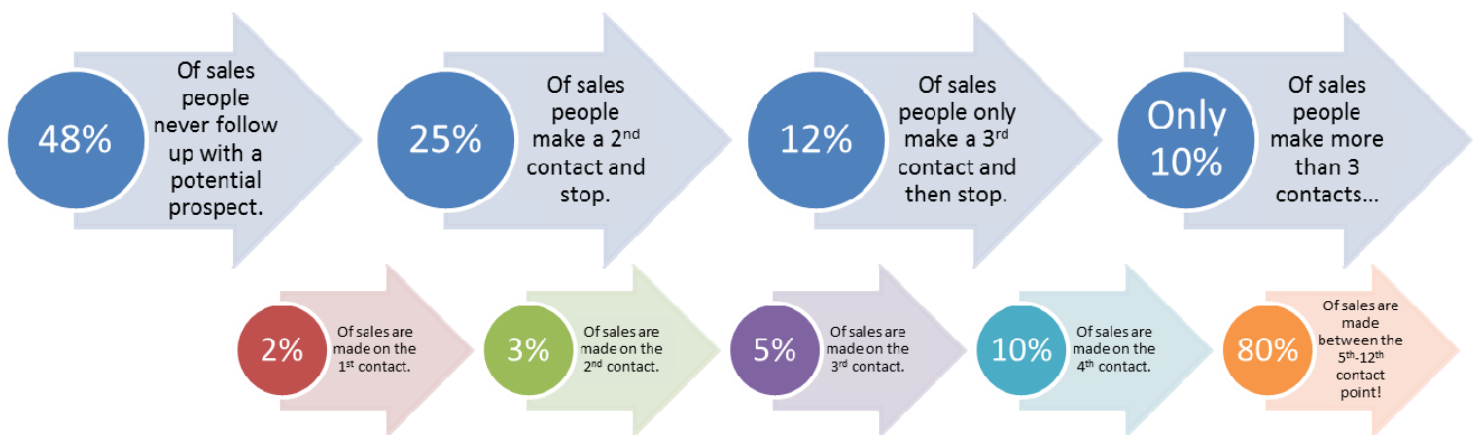 48%
Of sales
people
never follow
up with a
potential
prospect.
25%
Of sales
people
make a 2nd
contact and
stop.
12%
Of sales
people only
make a 3rd
contact and
then stop.
Only
10%
Of sales
people
make more
than 3
contacts...
2%
Of sales are
made on the
1st contact.
3%
Of sales are
made on the
2nd contact.
5%
Of sales are
made on the
3rd contact.
10%
Of sales are
made on the
4th contact.
80%
Of sales are
made
between the
5th-12th
contact
point!